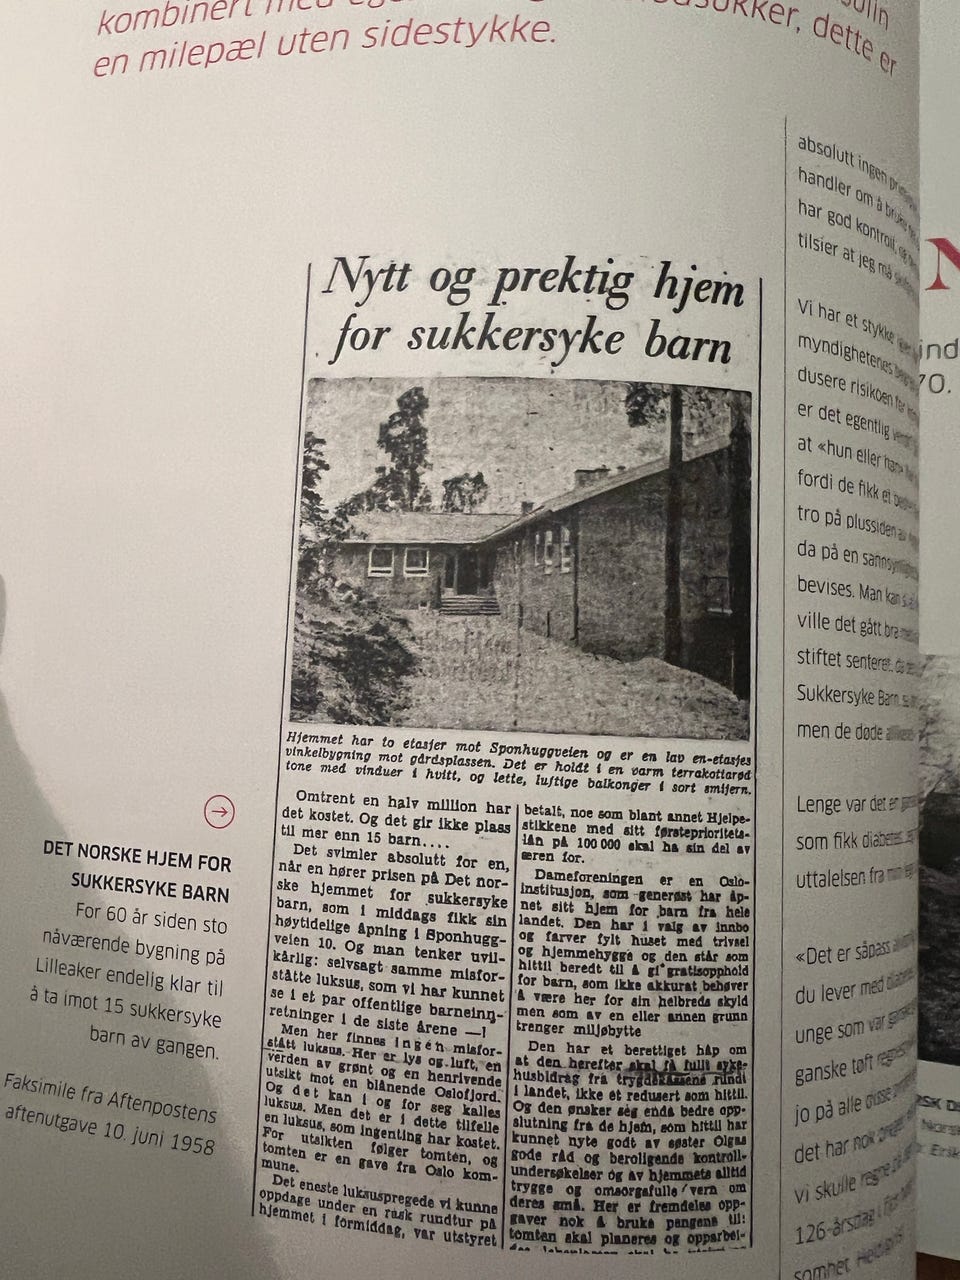 kombinert med
sukker, dette er
en milepæl uten sidestykke.
Nytt og prektig hjem
for sukkersyke barn
Hjemmet har to etasjer mot Sponhuggveien og er en lav en-etasjes
vinkelbygning mot gårdsplassen. Det er holdt i en varm terrakottarød
tone med vinduer i hvitt, og lette, luftige balkonger i sort smijern.
Omtrent en halv million har
det kostet. Og det gir ikke plass
til mer enn 15 barn....
Det svimler absolutt for en,
når en hører prisen på Det nor-
ske hjemmet for sukkersyke
barn, som i middags fikk sin
høytidelige åpning i Sponhugg-
veien 10. Og man tenker uvil-
kårlig: selvsagt samme misfor-
ståtte luksus, som vi har kunnet
se i et par offentlige barneinn-
retninger i de siste årene —!
Men her finnes ingen misfor-
stått luksus. Her er lys og luft, en
verden av grønt og en henrivende
utsikt mot en blånende Oslofjord.
Og det kan i og for seg kalles
luksus. Men det er i dette tilfelle
en luksus, som ingenting har kostet.
For utsikten følger tomten, og
tomten er en gave fra Oslo kom-
mune.
Det eneste luksuspregede vi kunne
oppdage under en rask rundtur på
hjemmet i formiddag, var utstyret
betalt, noe som blant annet Hjelpe-
stikkene med sitt førsteprioritets-
lån på 100 000 skal ha sin del av
æren for.
Dameforeningen er en Oslo-
institusjon, som generøst har åp-
net sitt hjem for barn fra hele
landet. Den har i valg av innbo
og farver fylt huset med trivsel
og hjemmehygge og den står som
hittil beredt til å gi gratisopphold
for barn, som ikke akkurat behøver
å være her for sin helbreds skyld
men som av en eller annen grunn
trenger miljøbytte
Den har et berettiget håp om
at den herefter skal få fullt syke-
husbidrag fra trygdekassene rundt
i landet, ikke et redusert som hittil.
Og den ønsker seg enda bedre opp-
slutning fra de hjem, som hittil har
kunnet nyte godt av søster Olgas
gode råd og beroligende kontroll-
undersøkelser og av hjemmets alltid
trygge og omsorgsfulle vern om
deres små. Her er fremdeles opp-
gaver nok å bruke pengene til:
tomten skal planeres og opparbei-
DET NORSKE HJEM FOR
SUKKERSYKE BARN
For 60 år siden sto
nåværende bygning på
Lilleaker endelig klar til
å ta imot 15 sukkersyke
barn av gangen.
Faksimile fra Aftenpostens
aftenutgave 10. juni 1958
absolutt ingen
handler om å bruke
har god kontroll,
tilsier at jeg må
Vi har et stykke
myndighetenes
dusere risikoen for
er det egentlig
at «hun eller han»
fordi de fikk et
tro på plussiden av
da på en
bevises. Man kan
ville det gått bra
stiftet senteret,
Sukkersyke Barn,
men de døde
Lenge var det en
som fikk diabetes,
uttalelsen fra min
«Det er såpass
du lever med diabetes
unge som var ganske
ganske tøft
jo på alle
det har nok
vi skulle regne
126-årsdag
somhet.
N
ind
70.